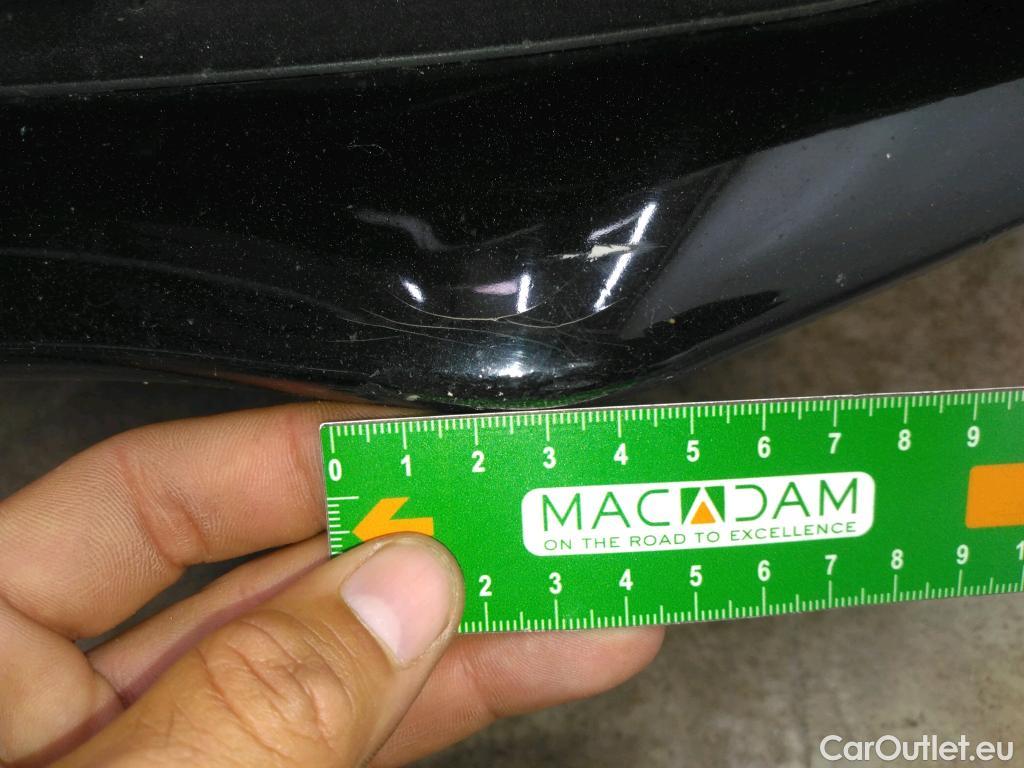 0 1 2 3 4 5 6 7 8 9
MACADAM
ON THE ROAD TO EXCELLENCE
2 3 4 5 6 7 8 9 1
CarOutlet.eu